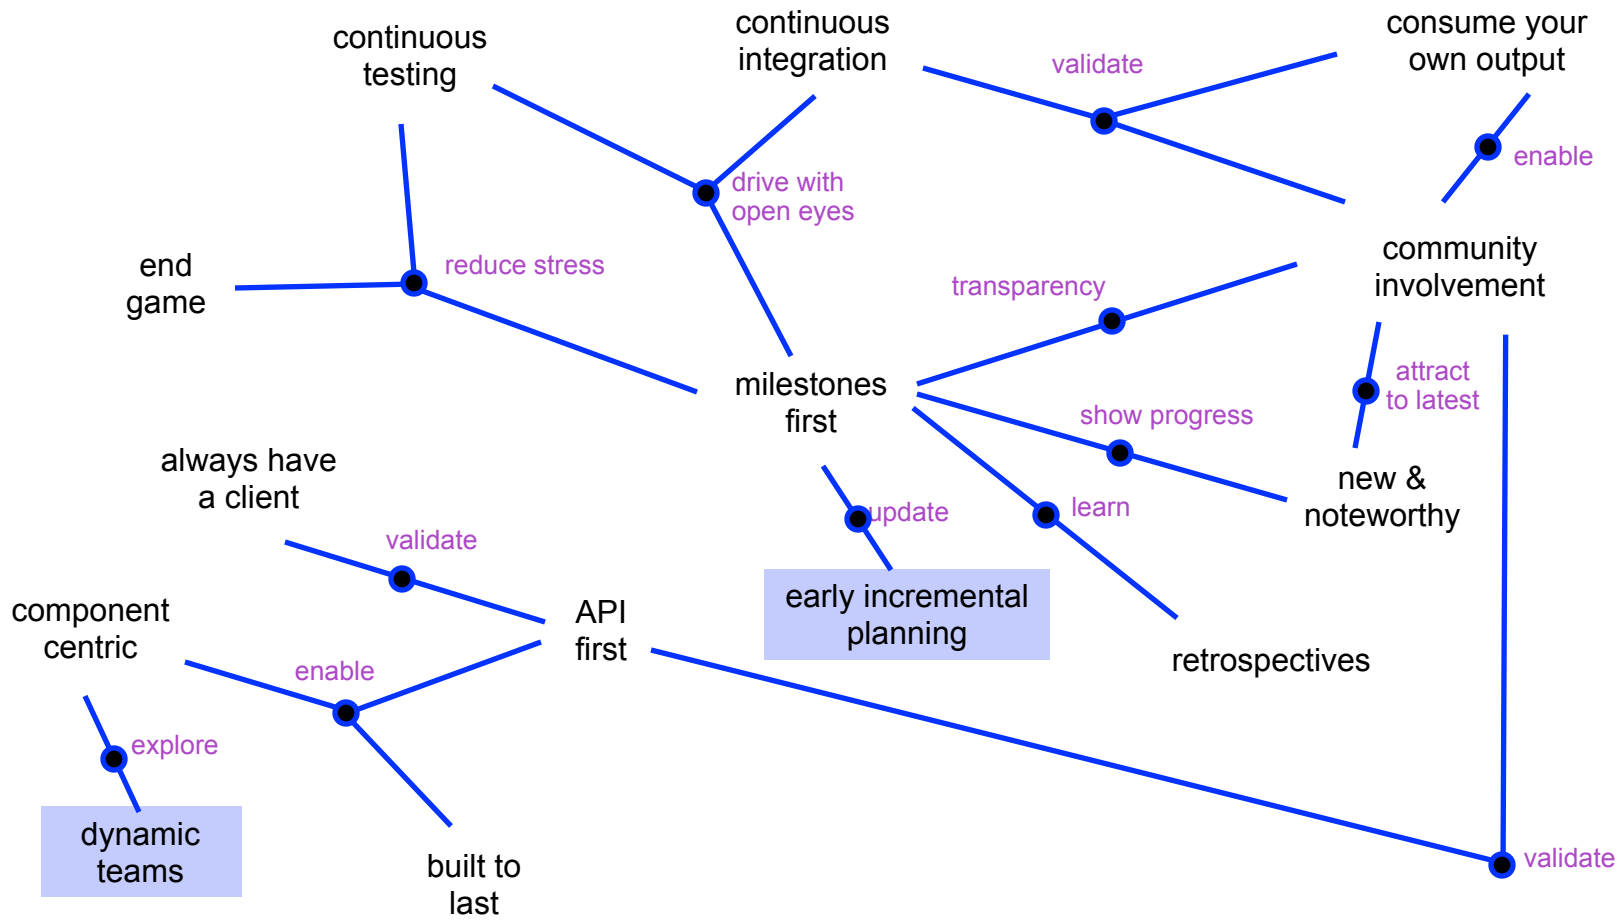 continuous
testing
continuous
integration
consume your
own output
validate
enable
drive with
open eyes
end
game
reduce stress
community
involvement
transparency
milestones
first
attract
to latest
show progress
always have
a client
new &
noteworthy
update
learn
validate
early incremental
planning
component
centric
API
first
retrospectives
enable
explore
dynamic
teams
built to
last
validate